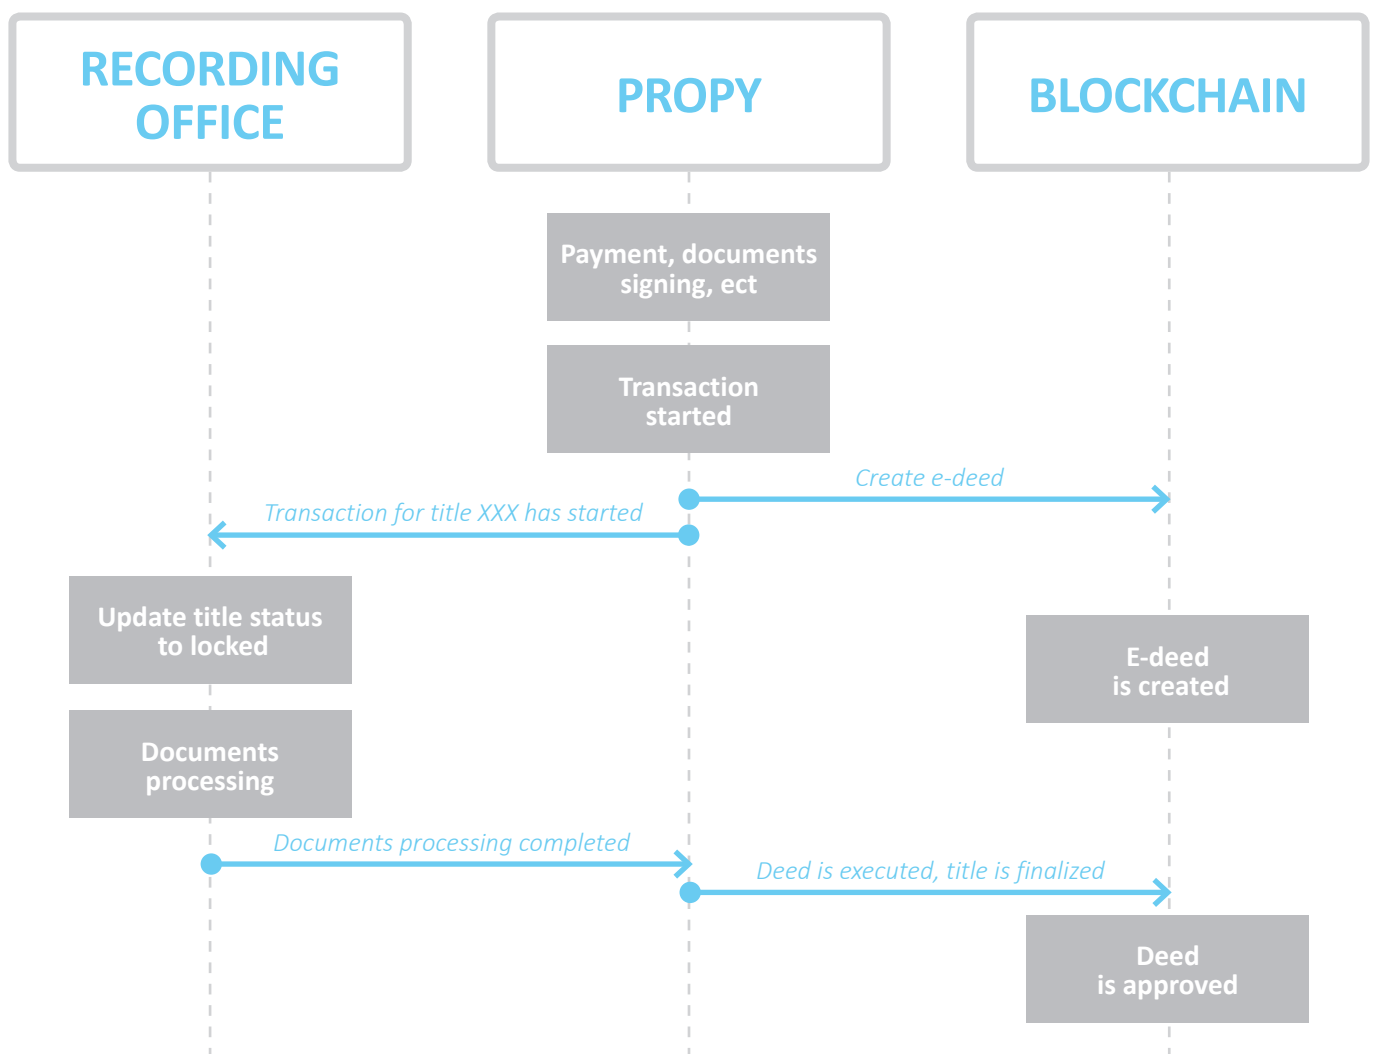 RECORDING
OFFICE
PROPY
BLOCKCHAIN
Payment, documents
signing, ect
Transaction
started
Create e-deed
Transaction for title XXX has started
Update title status
to locked
E-deed
is created
Documents
processing
Documents processing completed
Deed is executed, title is finalized
Deed
is approved